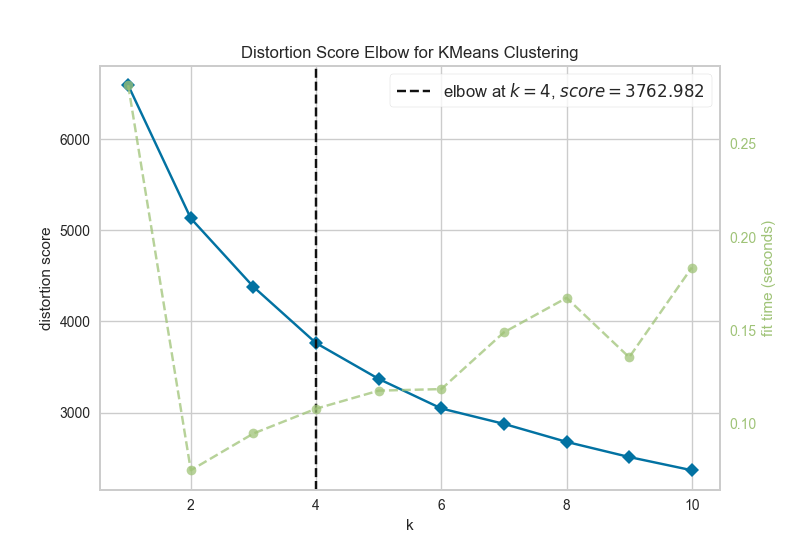 Distortion Score Elbow for KMeans Clustering
elbow at k = 4, score = 3762.982
distortion score
6000
5000
4000
3000
0.25
0.20
0.15
0.10
fit time (seconds)
2
4
6
8
10
k